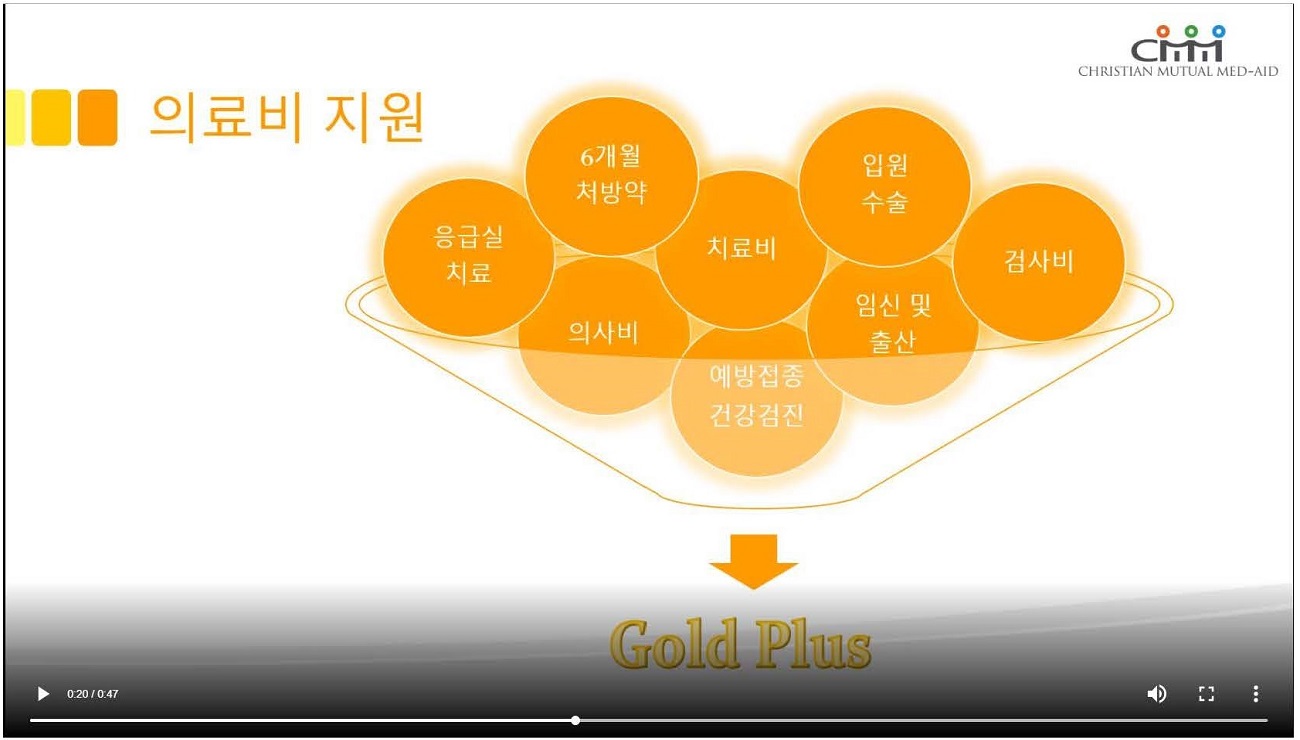 CMM
CHRISTIAN MUTUAL MED-AID
의료비 지원
6개월
처방약
입원
수술
응급실
치료
치료비
검사비
의사비
임신 및
출산
예방접종
건강검진
Gold Plus
0:20 / 0:47